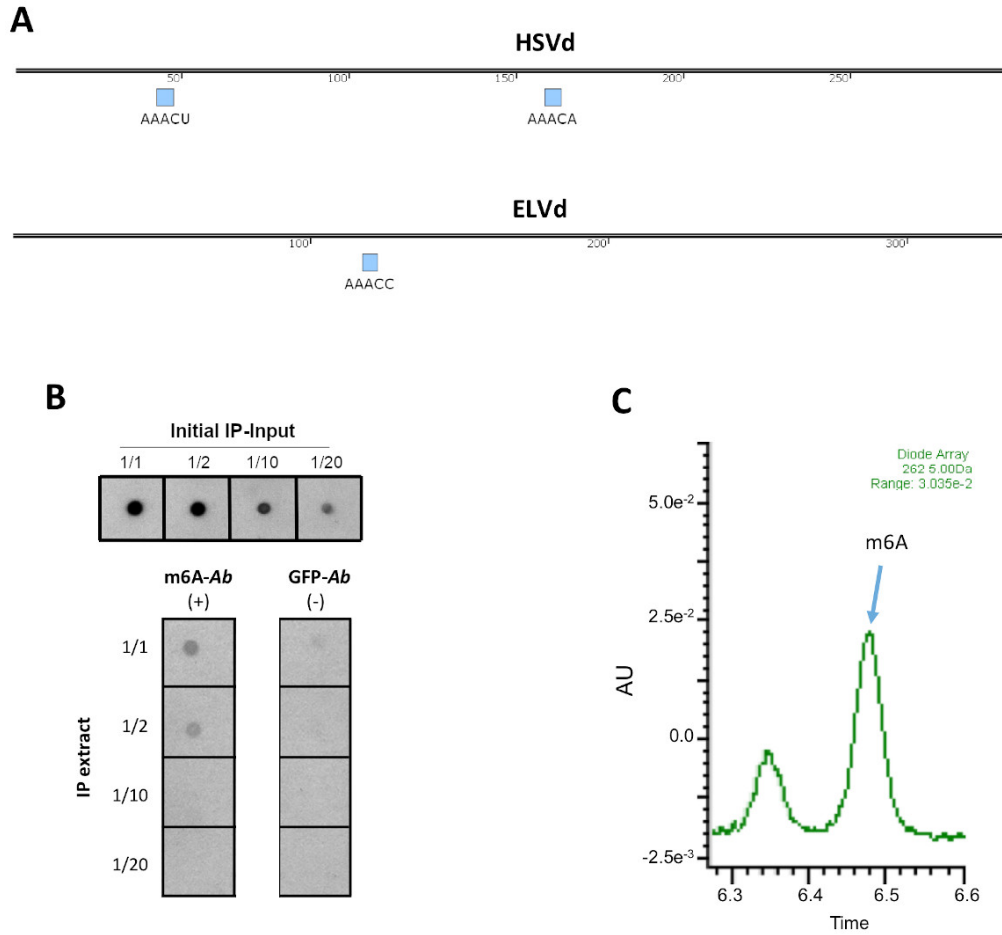 A
HSVd
50 100 150 200 250
AAACU AAACA
ELVd
100 200 300
AAACC
B
Initial IP-Input
1/1 1/2 1/10 1/20
m6A-Ab GFP-Ab
(+) (-)
IP extract
1/1
1/2
1/10
1/20
C
Diode Array
262 5.00Da
Range: 3.035e-2
m6A
AU
5.0e-2
2.5e-2
0.0
-2.5e-3
6.3 6.4 6.5 6.6
Time